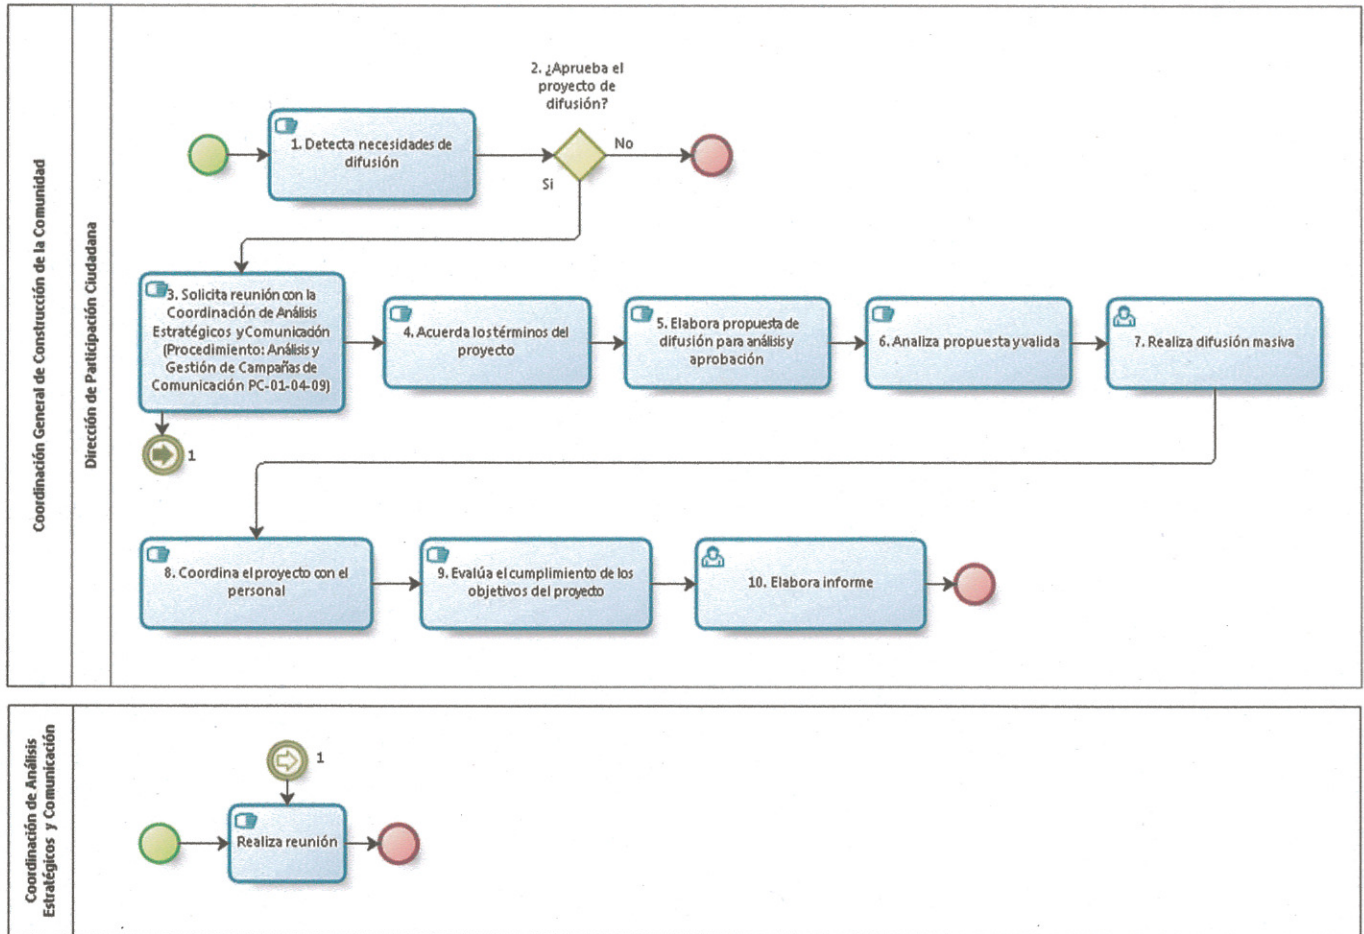 Coordinación General de Construcción de la Comunidad
Dirección de Participación Ciudadana
2. ¿Aprueba el
proyecto de
difusión?
1. Detecta necesidades de
difusión
No
Si
3. Solicita reunión con la
Coordinación de Análisis
Estratégicos y Comunicación
(Procedimiento: Análisis y
Gestión de Campañas de
Comunicación PC-01-04-09)
4. Acuerda los términos del
proyecto
5. Elabora propuesta de
difusión para análisis y
aprobación
6. Analiza propuesta y valida
7. Realiza difusión masiva
1
8. Coordina el proyecto con el
personal
9. Evalúa el cumplimiento de los
objetivos del proyecto
10. Elabora informe
Coordinación de Análisis
Estratégicos y Comunicación
1
Realiza reunión